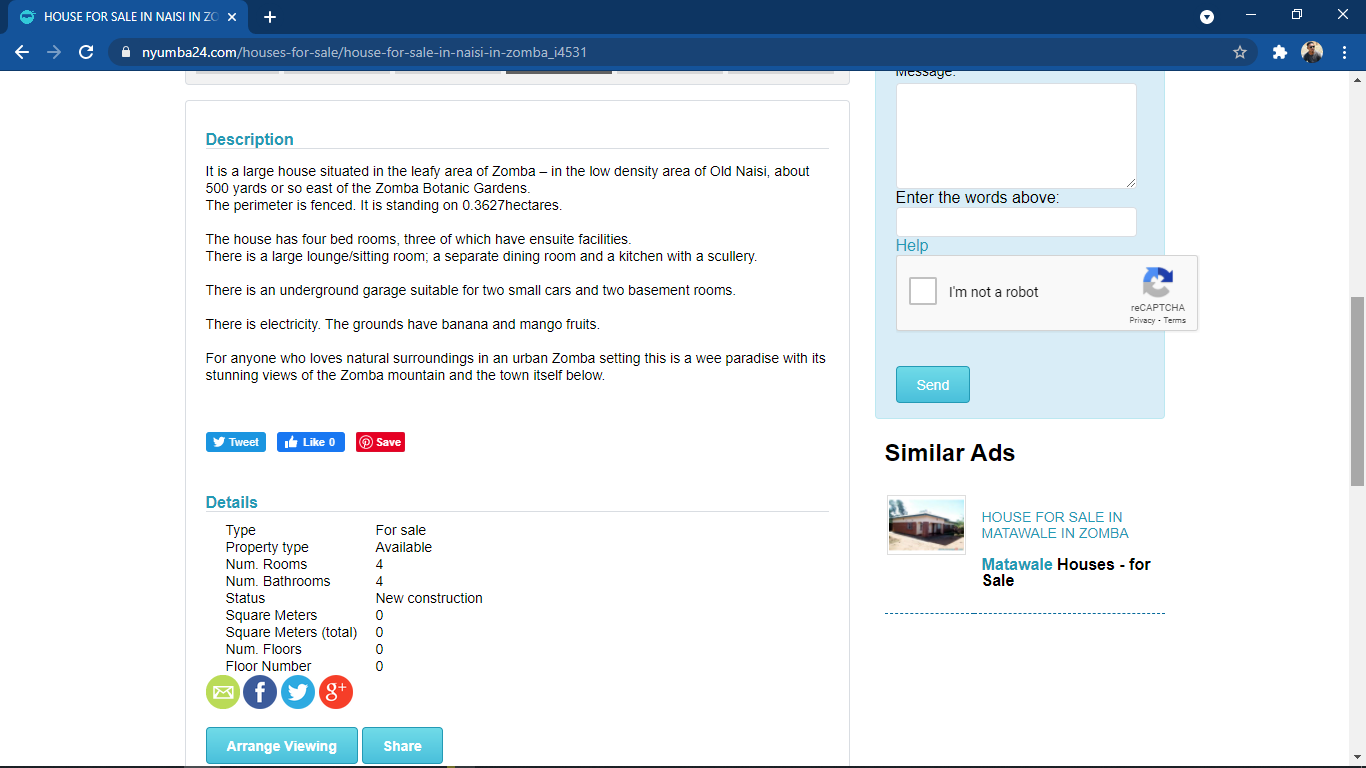 HOUSE FOR SALE IN NAISI IN ZO
nyumba24.com/houses-for-sale/house-for-sale-in-naisi-in-zomba_i4531
Description
It is a large house situated in the leafy area of Zomba – in the low density area of Old Naisi, about
500 yards or so east of the Zomba Botanic Gardens.
The perimeter is fenced. It is standing on 0.3627hectares.
The house has four bed rooms, three of which have ensuite facilities.
There is a large lounge/sitting room; a separate dining room and a kitchen with a scullery.
There is an underground garage suitable for two small cars and two basement rooms.
There is electricity. The grounds have banana and mango fruits.
For anyone who loves natural surroundings in an urban Zomba setting this is a wee paradise with its
stunning views of the Zomba mountain and the town itself below.
Tweet
Like 0
Save
Details
Type For sale
Property type Available
Num. Rooms 4
Num. Bathrooms 4
Status New construction
Square Meters 0
Square Meters (total) 0
Num. Floors 0
Floor Number 0
g+
Arrange Viewing
Share
Message:
Enter the words above:
Help
I'm not a robot
reCAPTCHA
Privacy - Terms
Send
Similar Ads
HOUSE FOR SALE IN
MATAWALE IN ZOMBA
Matawale Houses - for
Sale